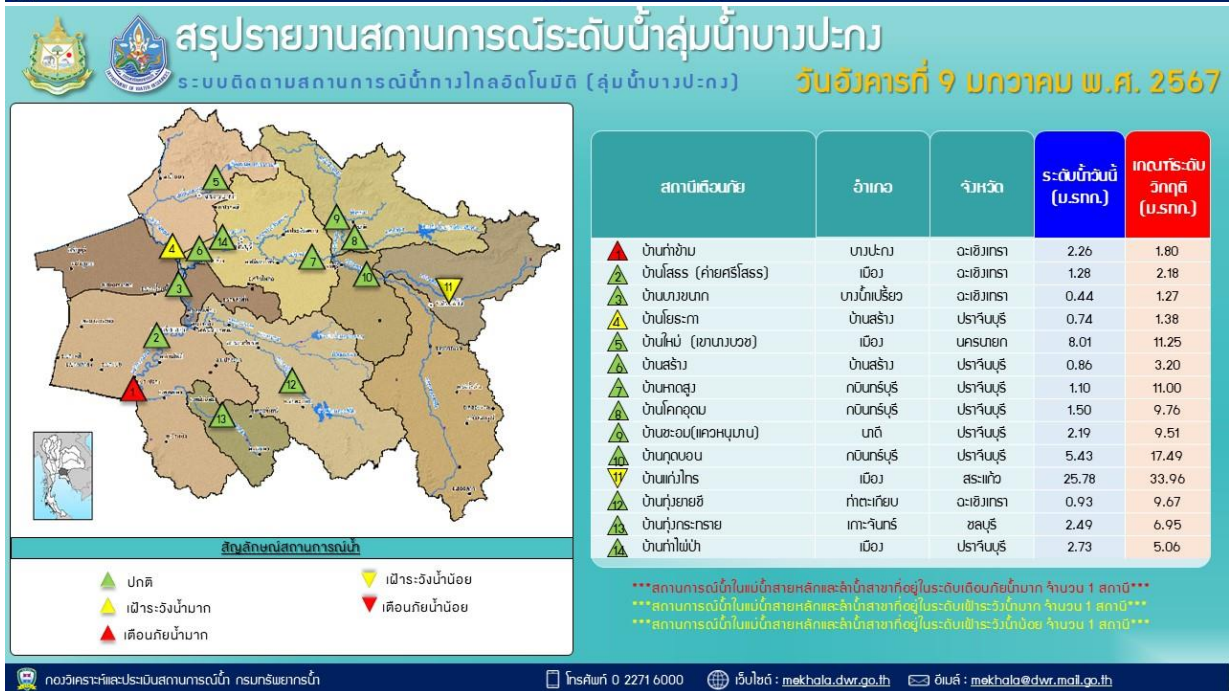 สรุปรายงานสถานการณ์ระดับน้ำลุ่มน้ำบางปะกง
ระบบติดตามสถานการณ์น้ำทางไกลอัตโนมัติ (ลุ่มน้ำบางปะกง)
วันอังคารที่ 9 มกราคม พ.ศ. 2567
สถานีเตือนภัย อำเภอ จังหวัด ระดับน้ำวันนี้ (ม.รทก.) เกณฑ์ระดับวิกฤติ (ม.รทก.)
1 บ้านท่าข้าม บางปะกง ฉะเชิงเทรา 2.26 1.80
2 บ้านโสธร (ค่ายศรีโสธร) เมือง ฉะเชิงเทรา 1.28 2.18
3 บ้านบางขนาก บางน้ำเปรี้ยว ฉะเชิงเทรา 0.44 1.27
4 บ้านโยธะกา บ้านสร้าง ปราจีนบุรี 0.74 1.38
5 บ้านใหม่ (เขานางบวช) เมือง นครนายก 8.01 11.25
6 บ้านสร้าง บ้านสร้าง ปราจีนบุรี 0.86 3.20
7 บ้านหาดสูง กบินทร์บุรี ปราจีนบุรี 1.10 11.00
8 บ้านโคกอุดม กบินทร์บุรี ปราจีนบุรี 1.50 9.76
9 บ้านชะอม(แควหนุมาน) นาดี ปราจีนบุรี 2.19 9.51
10 บ้านกุดบอน กบินทร์บุรี ปราจีนบุรี 5.43 17.49
11 บ้านแก่งไทร เมือง สระแก้ว 25.78 33.96
12 บ้านทุ่งยายชี ท่าตะเกียบ ฉะเชิงเทรา 0.93 9.67
13 บ้านทุ่งกระทราย เกาะจันทร์ ชลบุรี 2.49 6.95
14 บ้านท่าไผ่ป่า เมือง ปราจีนบุรี 2.73 5.06
สัญลักษณ์สถานการณ์น้ำ
ปกติ
เฝ้าระวังน้ำมาก
เตือนภัยน้ำมาก
เฝ้าระวังน้ำน้อย
เตือนภัยน้ำน้อย
***สถานการณ์น้ำในแม่น้ำสายหลักและลำน้ำสาขาที่อยู่ในระดับเตือนภัยน้ำมาก จำนวน 1 สถานี***
***สถานการณ์น้ำในแม่น้ำสายหลักและลำน้ำสาขาที่อยู่ในระดับเฝ้าระวังน้ำมาก จำนวน 1 สถานี***
***สถานการณ์น้ำในแม่น้ำสายหลักและลำน้ำสาขาที่อยู่ในระดับเฝ้าระวังน้ำน้อย จำนวน 1 สถานี***
กองวิเคราะห์และประเมินสถานการณ์น้ำ กรมทรัพยากรน้ำ โทรศัพท์ 0 2271 6000 เว็บไซต์ : mekhala.dwr.go.th อีเมล์ : mekhala@dwr.mail.go.th